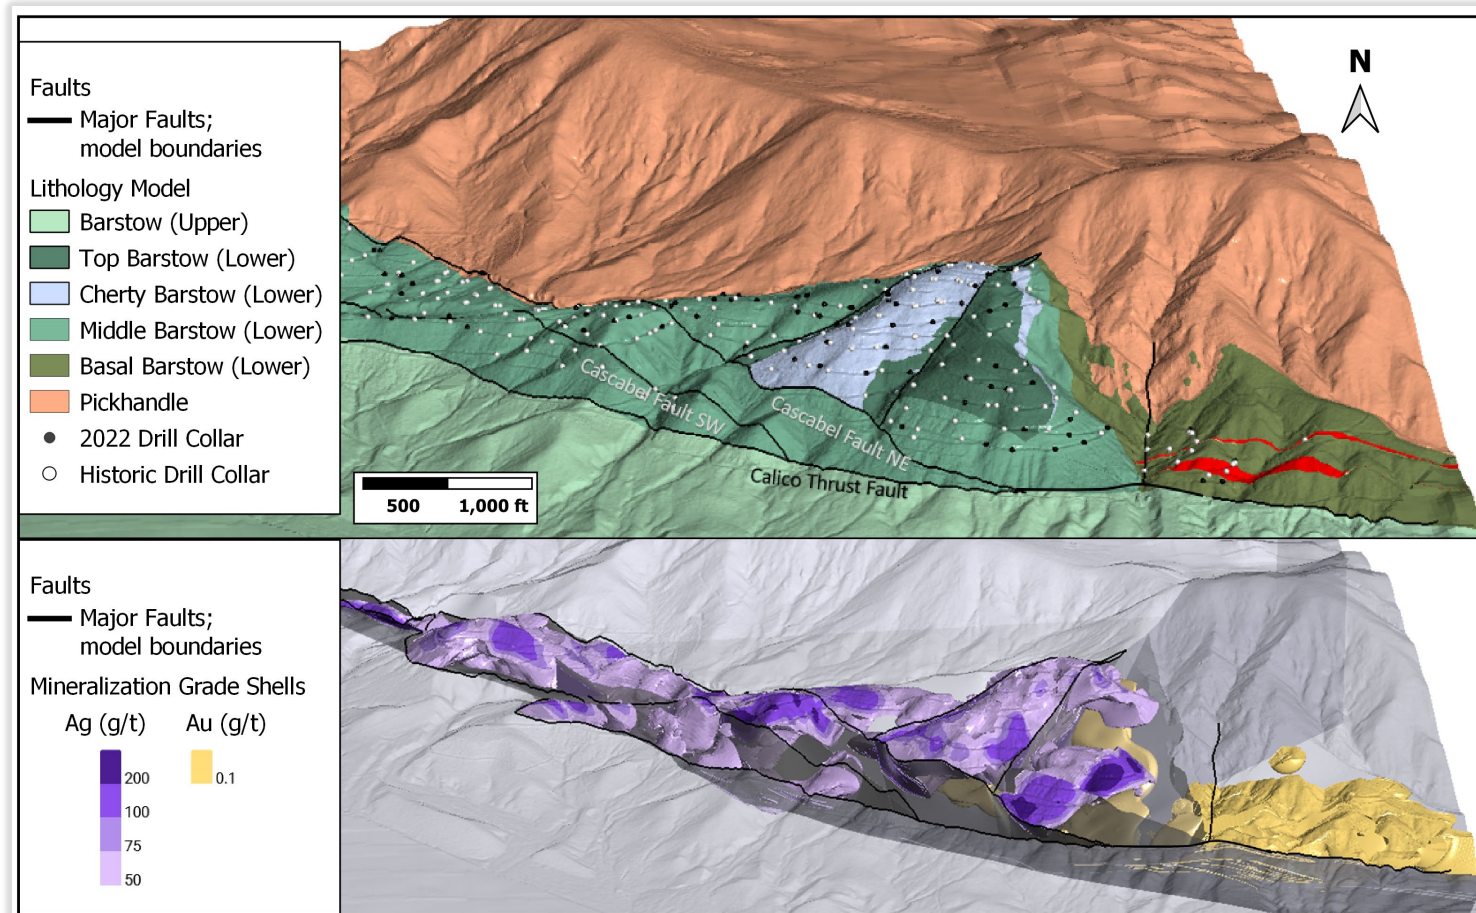 Faults
Major Faults;
model boundaries
Lithology Model
Barstow (Upper)
Top Barstow (Lower)
Cherty Barstow (Lower)
Middle Barstow (Lower)
Basal Barstow (Lower)
Pickhandle
2022 Drill Collar
Historic Drill Collar
N
Cascabel Fault SW
Cascabel Fault NE
Calico Thrust Fault
500 1,000 ft
Faults
Major Faults;
model boundaries
Mineralization Grade Shells
Ag (g/t) Au (g/t)
200 0.1
100
75
50